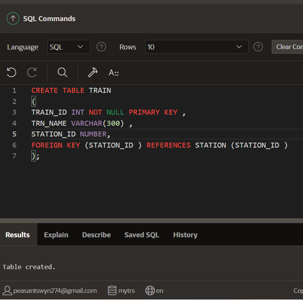 SQL Commands
Language SQL Rows 10 Clear Com
A::
1 CREATE TABLE TRAIN
2 (
3 TRAIN_ID INT NOT NULL PRIMARY KEY ,
4 TRN_NAME VARCHAR(300) ,
5 STATION_ID NUMBER,
6 FOREIGN KEY (STATION_ID ) REFERENCES STATION (STATION_ID )
7 );
Results Explain Describe Saved SQL History
Table created.
peasantswyn274@gmail.com mytrs en Cop